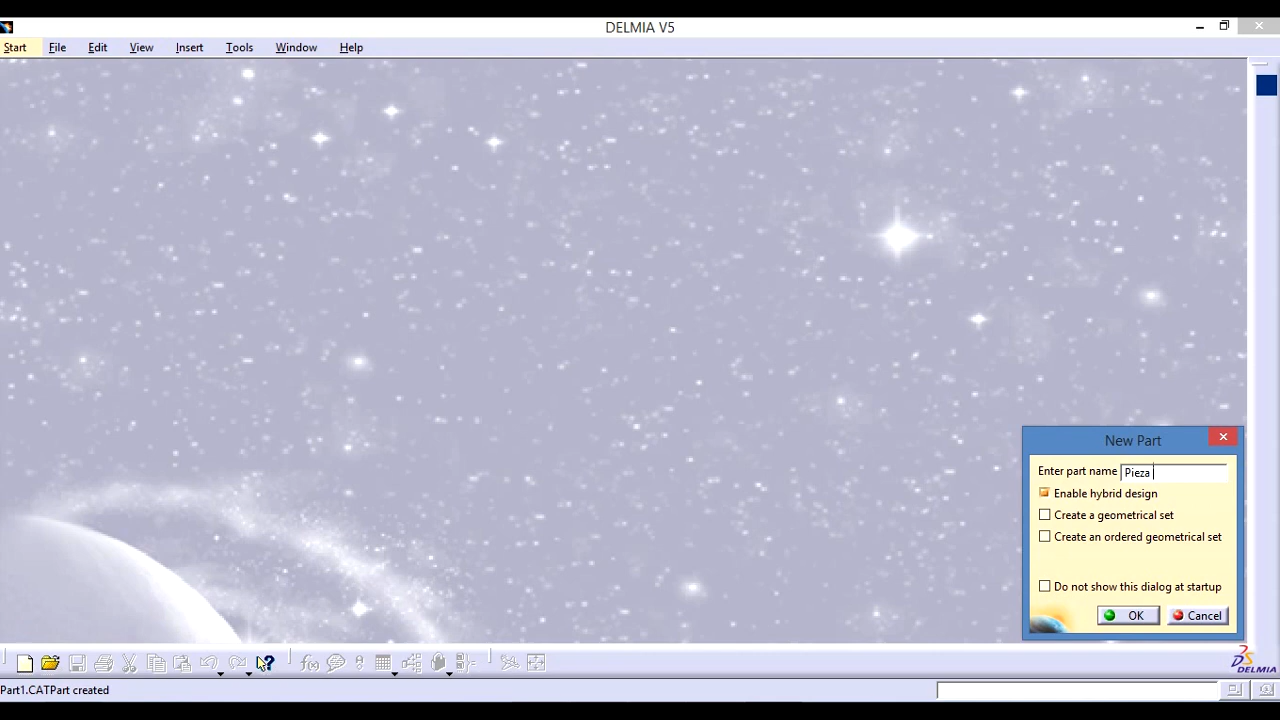 DELMIA V5
Start File Edit View Insert Tools Window Help
New Part
Enter part name Pieza
Enable hybrid design
Create a geometrical set
Create an ordered geometrical set
Do not show this dialog at startup
OK Cancel
f(x)
DELMIA
Part1.CATPart created